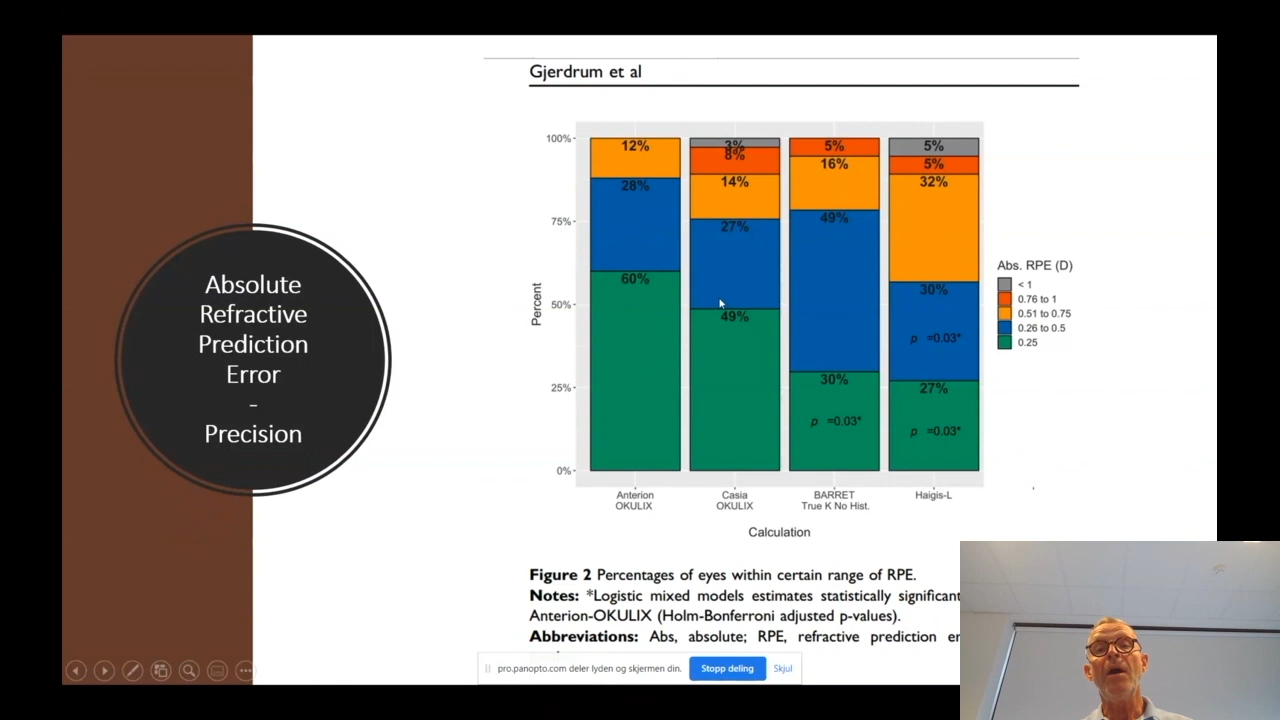 Absolute
Refractive
Prediction
Error
–
Precision
Gjerdrum et al
100%
75%
50%
25%
0%
Percent
12%
28%
60%
3%
8%
14%
27%
49%
5%
16%
49%
30%
p =0.03*
5%
5%
32%
30%
p =0.03*
27%
p =0.03*
Anterion
OKULIX
Casia
OKULIX
BARRET
True K No Hist.
Haigis-L
Calculation
Abs. RPE (D)
< 1
0.76 to 1
0.51 to 0.75
0.26 to 0.5
0.25
Figure 2 Percentages of eyes within certain range of RPE.
Notes: *Logistic mixed models estimates statistically significant
Anterion-OKULIX (Holm-Bonferroni adjusted p-values).
Abbreviations: Abs, absolute; RPE, refractive prediction er
pro.panopto.com deler lyden og skjermen din.
Stopp deling
Skjul